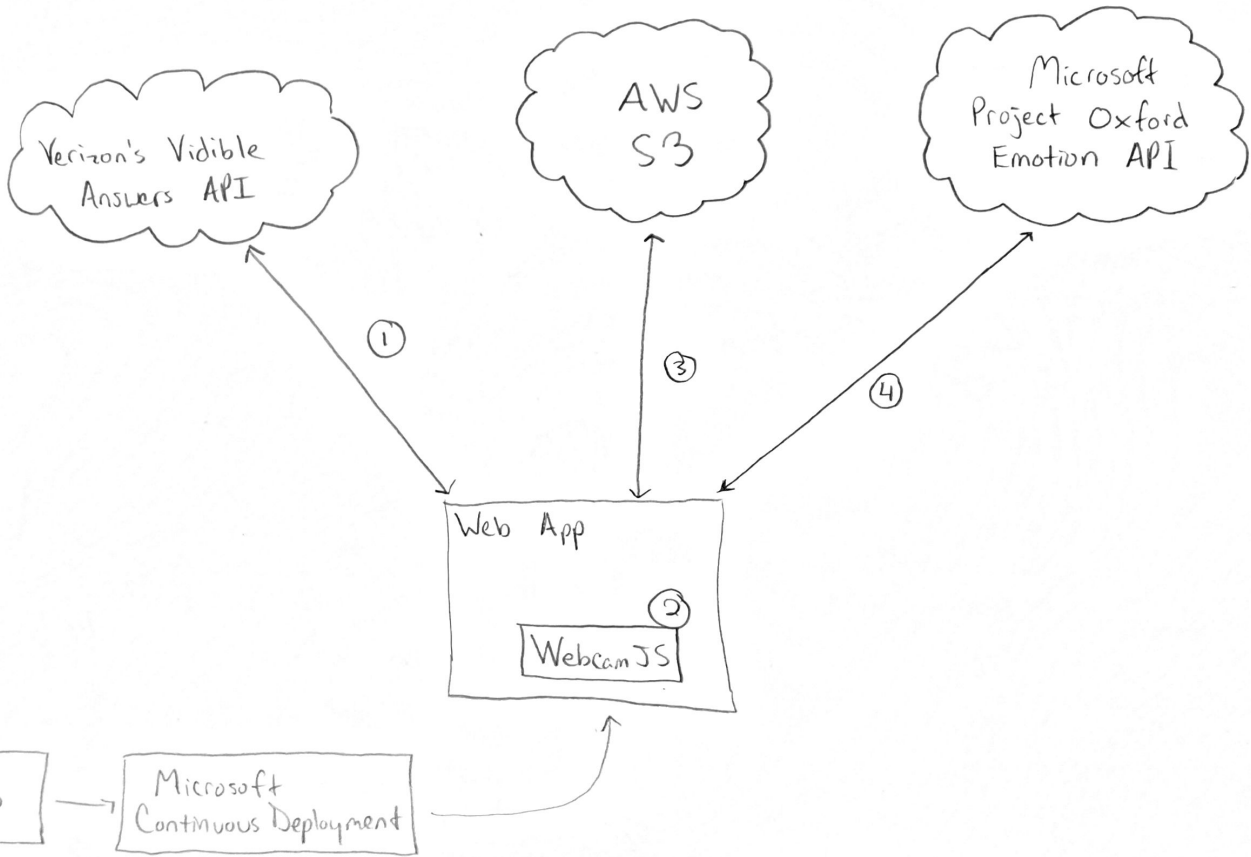 Verizon's Vidible
Answers API
AWS
S3
Microsoft
Project Oxford
Emotion API
1
3
4
Web App
2
WebcamJS
Microsoft
Continuous Deployment